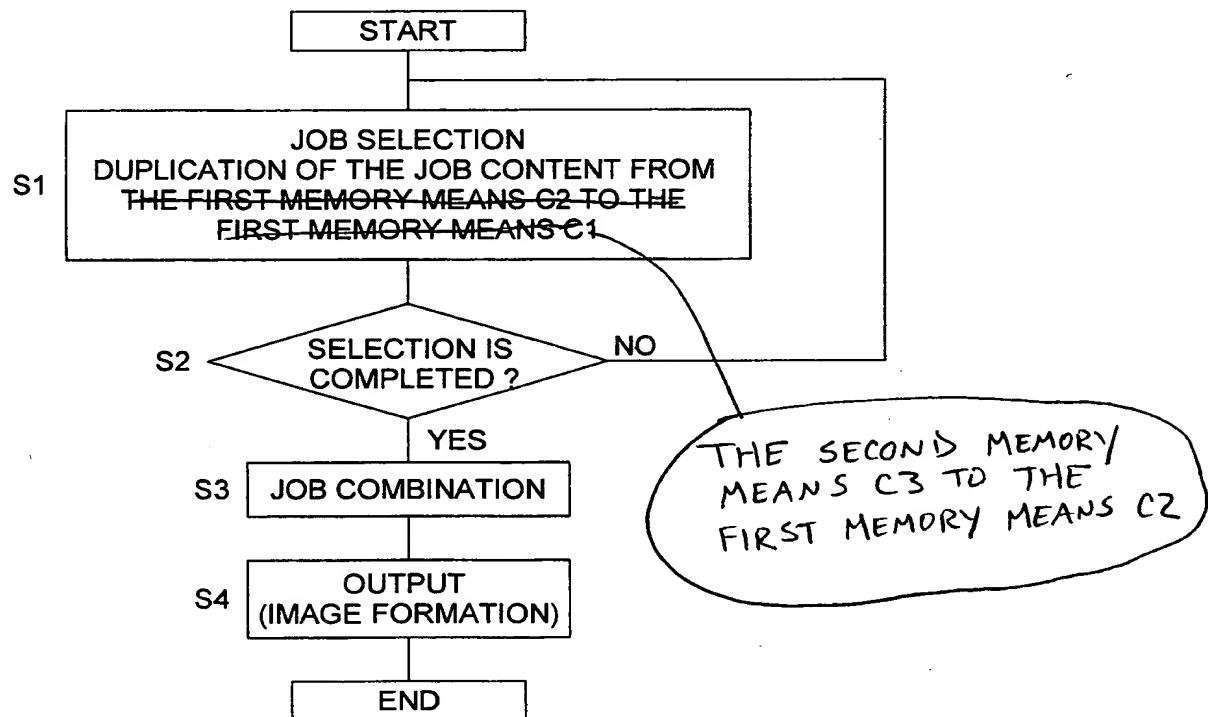 START
JOB SELECTION
DUPLICATION OF THE JOB CONTENT FROM
THE FIRST MEMORY MEANS C2 TO THE
FIRST MEMORY MEANS C1
S1
SELECTION IS
COMPLETED ?
S2
NO
YES
THE SECOND MEMORY
MEANS C3 TO THE
FIRST MEMORY MEANS C2
S3
JOB COMBINATION
S4
OUTPUT
(IMAGE FORMATION)
END